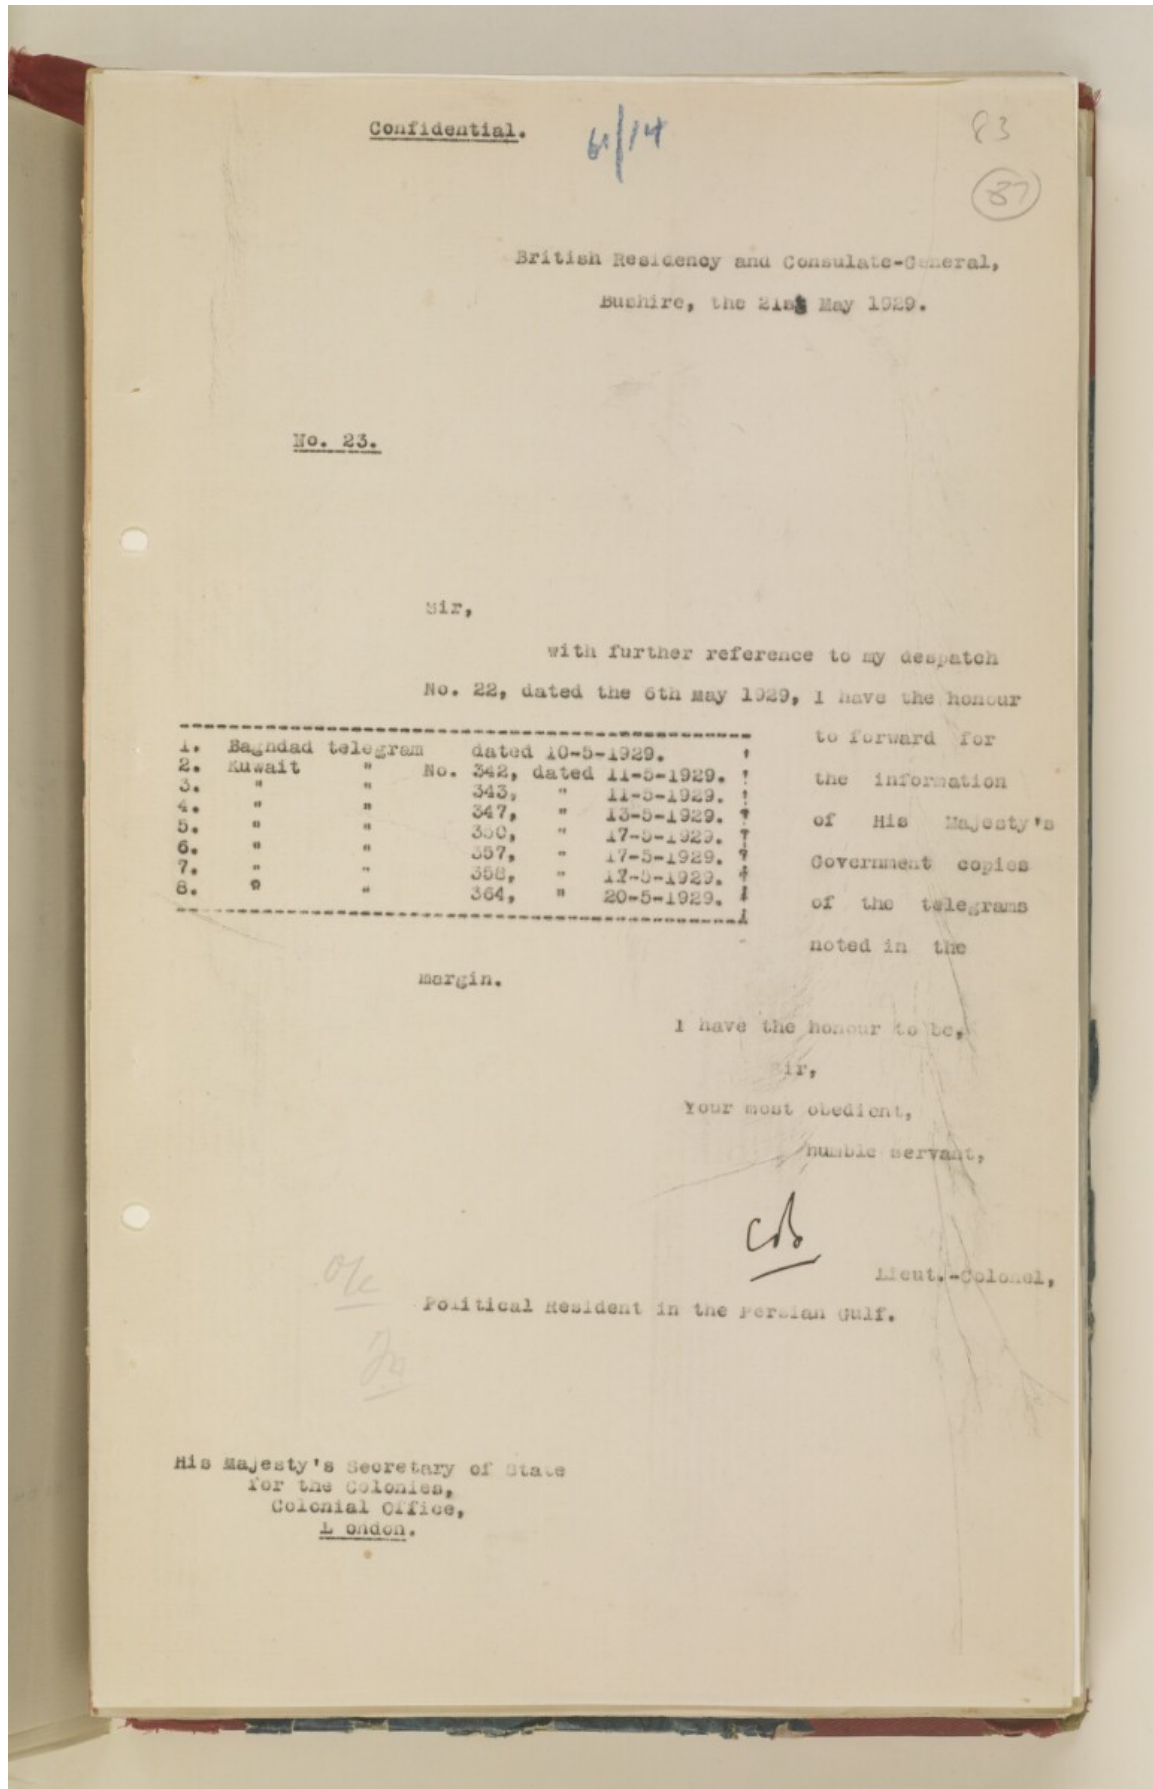 Confidential.
61/14
83
87
British Residency and Consulate-General,
Bushire, the 21st May 1929.
No. 23.
Sir,
with further reference to my despatch
No. 22, dated the 6th May 1929, I have the honour
to forward for
the information
of His Majesty's
Government copies
of the telegrams
noted in the
1. Baghdad telegram dated 10-5-1929.
2. Kuwait " No. 342, dated 11-5-1929.
3. " " 343, " 11-5-1929.
4. " " 347, " 13-5-1929.
5. " " 350, " 17-5-1929.
6. " " 357, " 17-5-1929.
7. " " 358, " 17-5-1929.
8. " " 364, " 20-5-1929.
margin.
I have the honour to be,
Sir,
Your most obedient,
humble servant,
Lieut.-Colonel,
Political Resident in the Persian Gulf.
His Majesty's Secretary of State
for the Colonies,
Colonial Office,
London.